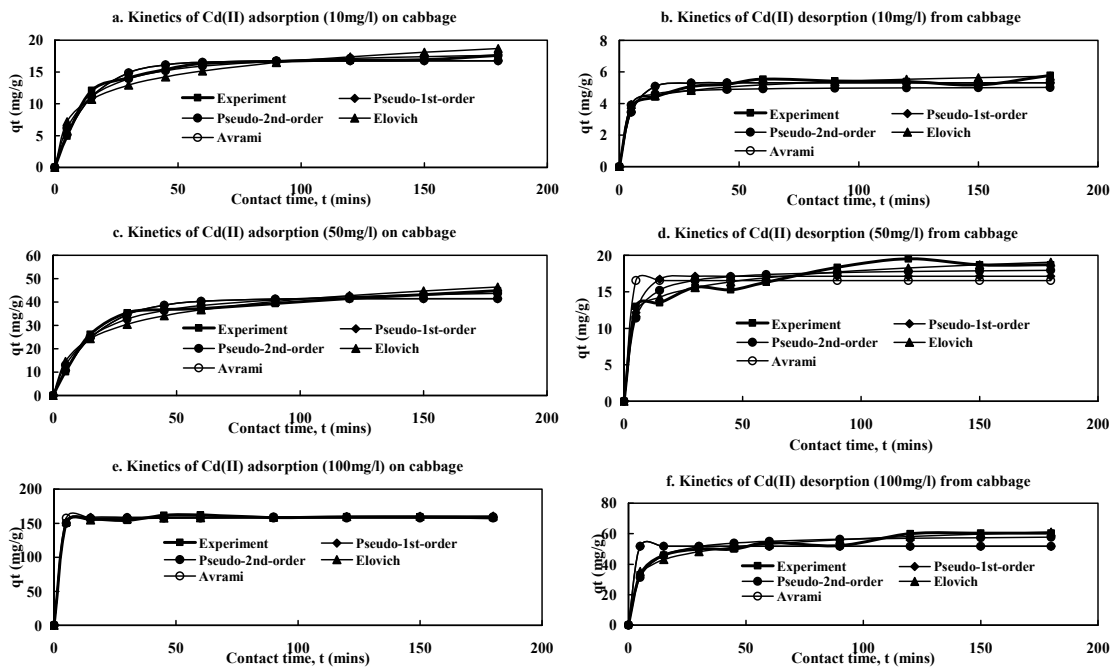 a. Kinetics of Cd(II) adsorption (10mg/l) on cabbage
qt (mg/g)
20
15
10
5
0
Experiment
Pseudo-1st-order
Pseudo-2nd-order
Elovich
Avrami
0 50 100 150 200
Contact time, t (mins)
b. Kinetics of Cd(II) desorption (10mg/l) from cabbage
qt (mg/g)
8
6
4
2
0
Experiment
Pseudo-1st-order
Pseudo-2nd-order
Elovich
Avrami
0 50 100 150 200
Contact time, t (mins)
c. Kinetics of Cd(II) adsorption (50mg/l) on cabbage
qt (mg/g)
60
50
40
30
20
10
0
Experiment
Pseudo-1st-order
Pseudo-2nd-order
Elovich
Avrami
0 50 100 150 200
Contact time, t (mins)
d. Kinetics of Cd(II) desorption (50mg/l) from cabbage
qt (mg/g)
20
15
10
5
0
Experiment
Pseudo-1st-order
Pseudo-2nd-order
Elovich
Avrami
0 50 100 150 200
Contact time, t (mins)
e. Kinetics of Cd(II) adsorption (100mg/l) on cabbage
qt (mg/g)
200
150
100
50
0
Experiment
Pseudo-1st-order
Pseudo-2nd-order
Elovich
Avrami
0 50 100 150 200
Contact time, t (mins)
f. Kinetics of Cd(II) desorption (100mg/l) from cabbage
qt (mg/g)
80
60
40
20
0
Experiment
Pseudo-1st-order
Pseudo-2nd-order
Elovich
Avrami
0 50 100 150 200
Contact time, t (mins)